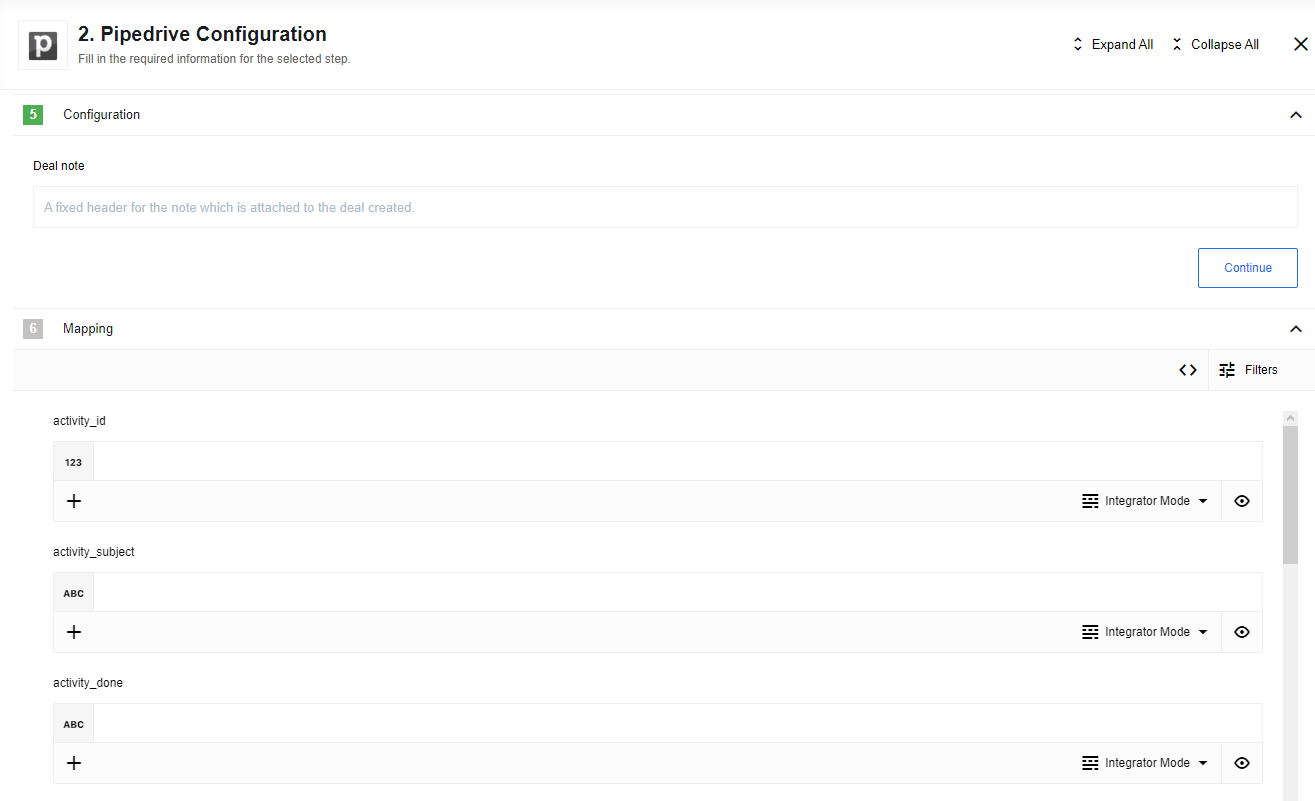 p
2. Pipedrive Configuration
Fill in the required information for the selected step.
Expand All
Collapse All
5
Configuration
Deal note
A fixed header for the note which is attached to the deal created.
Continue
6
Mapping
Filters
activity_id
123
Integrator Mode
activity_subject
ABC
Integrator Mode
activity_done
ABC
Integrator Mode